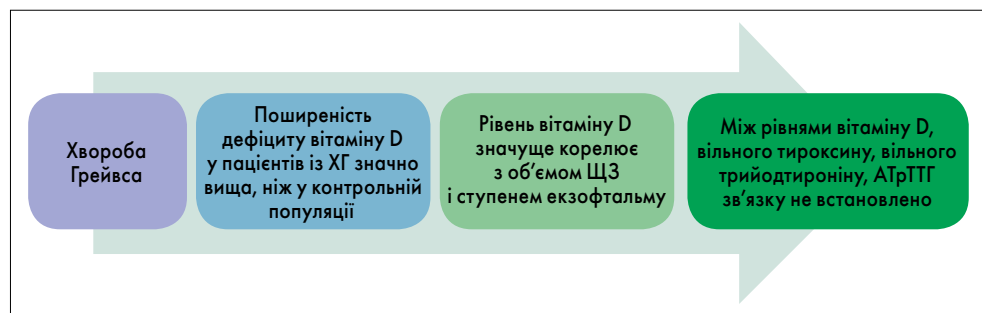 Хвороба
Грейвса
Поширеність
дефіциту вітаміну D
у пацієнтів із ХГ значно
вища, ніж у контрольній
популяції
Рівень вітаміну D
значуще корелює
з об’ємом ЩЗ
і ступенем екзофтальму
Між рівнями вітаміну D,
вільного тироксину, вільного
трийодтироніну, АТрТТГ
зв’язку не встановлено